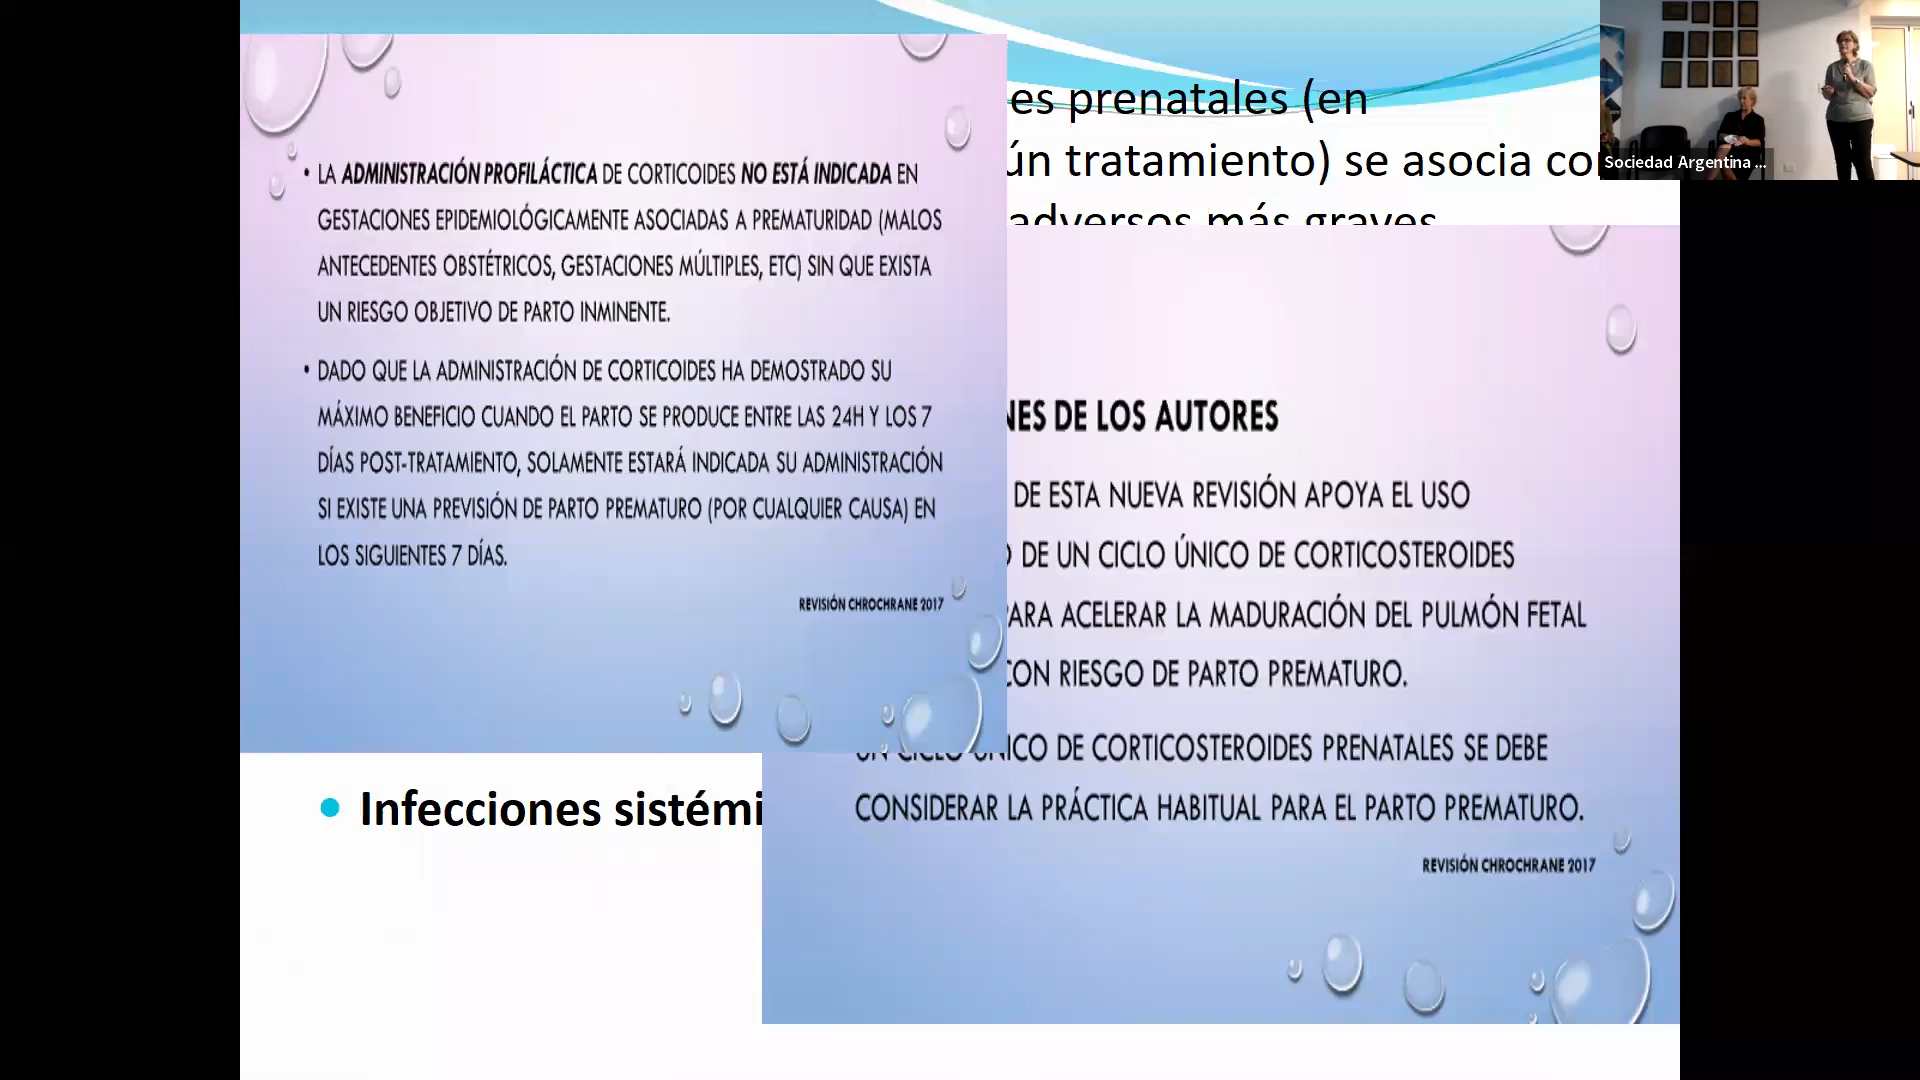 es prenatales (en
ún tratamiento) se asocia co
adversos más graves
Sociedad Argentina ...
• LA ADMINISTRACIÓN PROFILÁCTICA DE CORTICOIDES NO ESTÁ INDICADA EN
GESTACIONES EPIDEMIOLÓGICAMENTE ASOCIADAS A PREMATURIDAD (MALOS
ANTECEDENTES OBSTÉTRICOS, GESTACIONES MÚLTIPLES, ETC) SIN QUE EXISTA
UN RIESGO OBJETIVO DE PARTO INMINENTE.
• DADO QUE LA ADMINISTRACIÓN DE CORTICOIDES HA DEMOSTRADO SU
MÁXIMO BENEFICIO CUANDO EL PARTO SE PRODUCE ENTRE LAS 24H Y LOS 7
DÍAS POST-TRATAMIENTO, SOLAMENTE ESTARÁ INDICADA SU ADMINISTRACIÓN
SI EXISTE UNA PREVISIÓN DE PARTO PREMATURO (POR CUALQUIER CAUSA) EN
LOS SIGUIENTES 7 DÍAS.
REVISIÓN CHROCHRANE 2017
NES DE LOS AUTORES
DE ESTA NUEVA REVISIÓN APOYA EL USO
DE UN CICLO ÚNICO DE CORTICOSTEROIDES
PARA ACELERAR LA MADURACIÓN DEL PULMÓN FETAL
CON RIESGO DE PARTO PREMATURO.
UN CICLO ÚNICO DE CORTICOSTEROIDES PRENATALES SE DEBE
CONSIDERAR LA PRÁCTICA HABITUAL PARA EL PARTO PREMATURO.
REVISIÓN CHROCHRANE 2017
• Infecciones sistémi